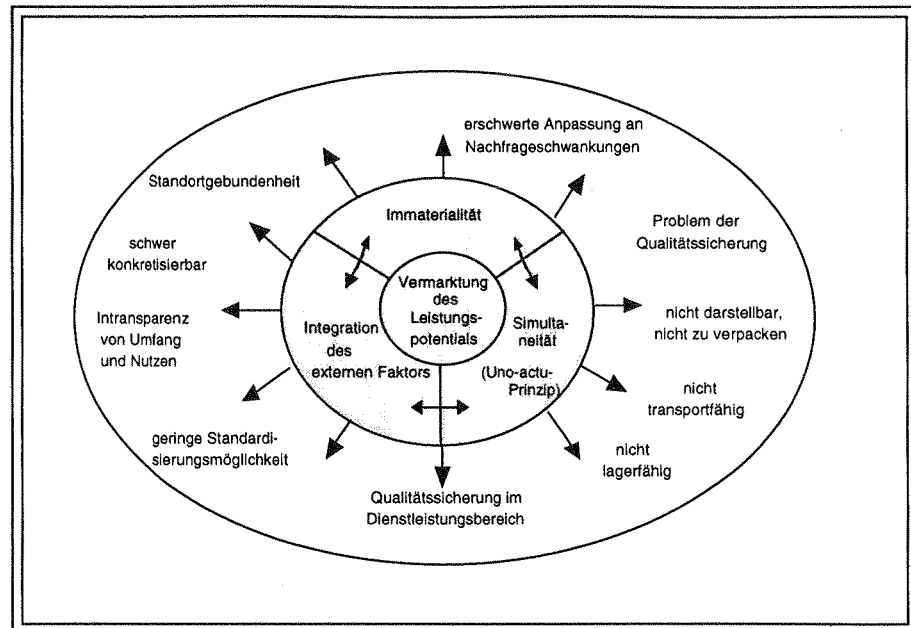 erschwerte Anpassung an
Nachfrageschwankungen
Standortgebundenheit
Immaterialität
Problem der
Qualitätssicherung
schwer
konkretisierbar
Vermarktung
des
Leistungs-
potentials
Intransparenz
von Umfang
und Nutzen
Integration
des
externen Faktors
Simulta-
neität
(Uno-actu-
Prinzip)
nicht darstellbar,
nicht zu verpacken
nicht
transportfähig
geringe Standardi-
sierungsmöglichkeit
nicht
lagerfähig
Qualitätssicherung im
Dienstleistungsbereich